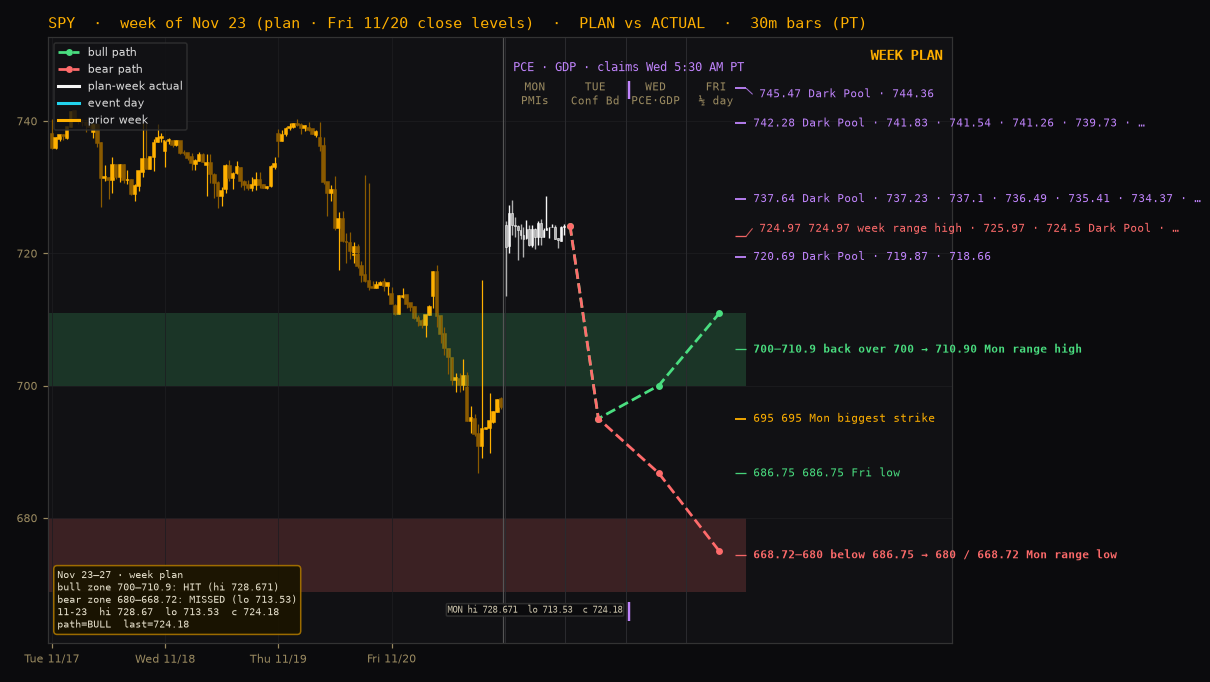 SPY · week of Nov 23 (plan · Fri 11/20 close levels) · PLAN vs ACTUAL · 30m bars (PT)
bull path
bear path
plan-week actual
event day
prior week
WEEK PLAN
PCE · GDP · claims Wed 5:30 AM PT
MON
PMIs
TUE
Conf Bd
WED
PCE·GDP
FRI
½ day
745.47 Dark Pool · 744.36
742.28 Dark Pool · 741.83 · 741.54 · 741.26 · 739.73 · …
737.64 Dark Pool · 737.23 · 737.1 · 736.49 · 735.41 · 734.37 · …
724.97 724.97 week range high · 725.97 · 724.5 Dark Pool · …
720.69 Dark Pool · 719.87 · 718.66
700–710.9 back over 700 → 710.90 Mon range high
695 695 Mon biggest strike
686.75 686.75 Fri low
668.72–680 below 686.75 → 680 / 668.72 Mon range low
740
720
700
680
Nov 23–27 · week plan
bull zone 700–710.9: HIT (hi 728.671)
bear zone 680–668.72: MISSED (lo 713.53)
11-23 hi 728.67 lo 713.53 c 724.18
path=BULL last=724.18
MON hi 728.671 lo 713.53 c 724.18
Tue 11/17
Wed 11/18
Thu 11/19
Fri 11/20